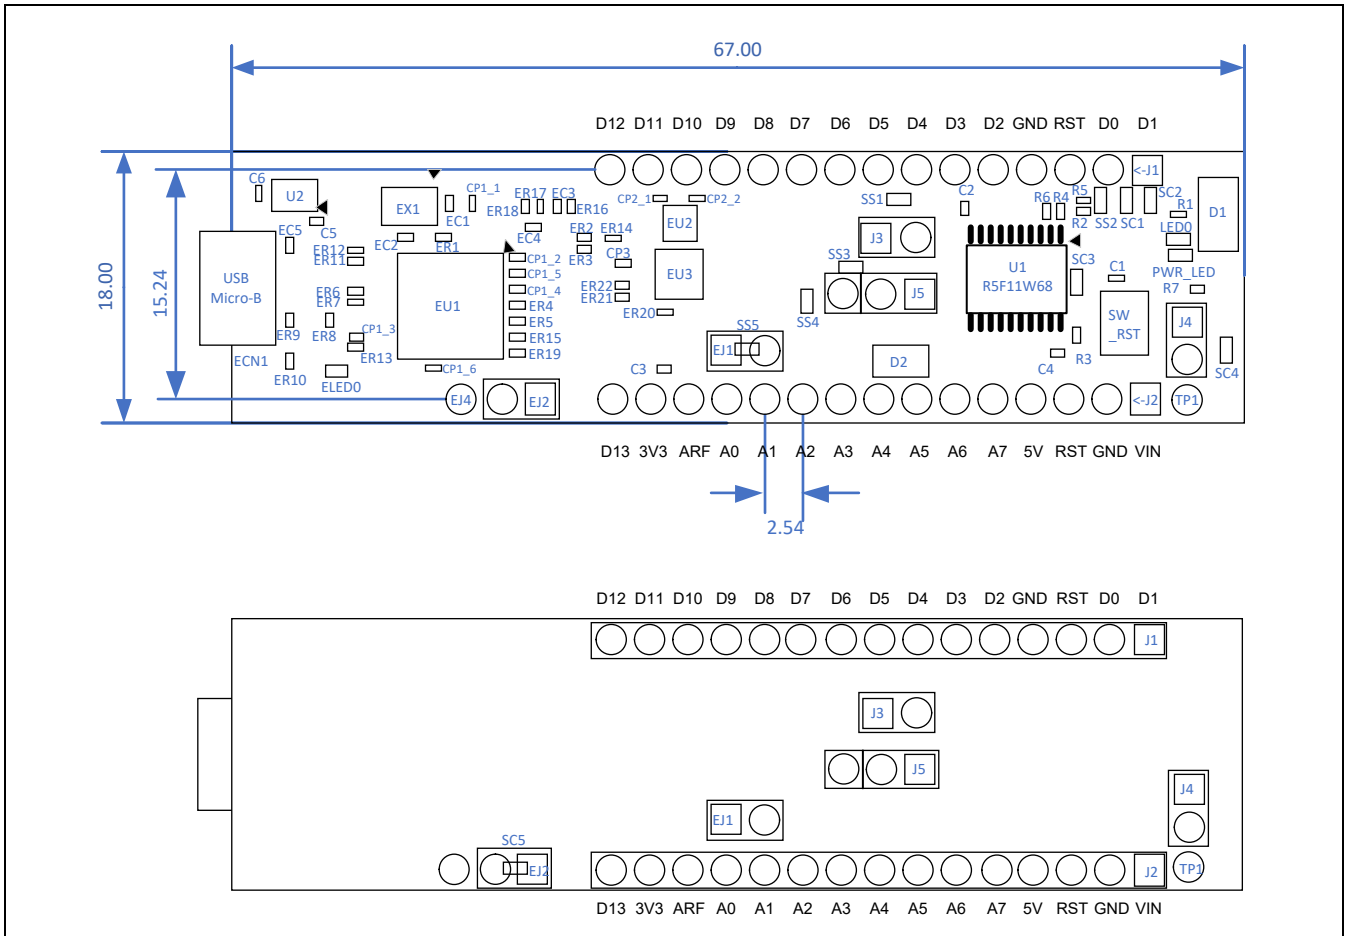 67.00
D12 D11 D10 D9 D8 D7 D6 D5 D4 D3 D2 GND RST D0 D1
<-J1
C6
U2
C5
EX1
CP1_1
EC1
ER17 EC3
ER18
ER16
EC4
ER2 ER14
ER3
CP2_1
CP2_2
EU2
SS1
C2
R6 R4
R5
R2
SS2
SC1
SC2
R1
D1
LED0
PWR_LED
R7
EC5
ER12
ER11
EC2
ER1
CP1_2
CP1_5
CP1_4
ER4
ER5
ER15
ER19
CP3
ER22
ER21
ER20
EU3
J3
SS3
J5
SS4
U1
R5F11W68
SC3
C1
SW
_RST
J4
USB
Micro-B
ECN1
EU1
ER6
ER7
ER9
ER8
CP1_3
ER13
ER10
ELED0
CP1_6
SS5
EJ1
C3
D2
R3
C4
SC4
18.00
15.24
EJ4
EJ2
<-J2
TP1
D13 3V3 ARF A0 A1 A2 A3 A4 A5 A6 A7 5V RST GND VIN
2.54
D12 D11 D10 D9 D8 D7 D6 D5 D4 D3 D2 GND RST D0 D1
J1
J3
J5
J4
EJ1
SC5
EJ2
J2
TP1
D13 3V3 ARF A0 A1 A2 A3 A4 A5 A6 A7 5V RST GND VIN